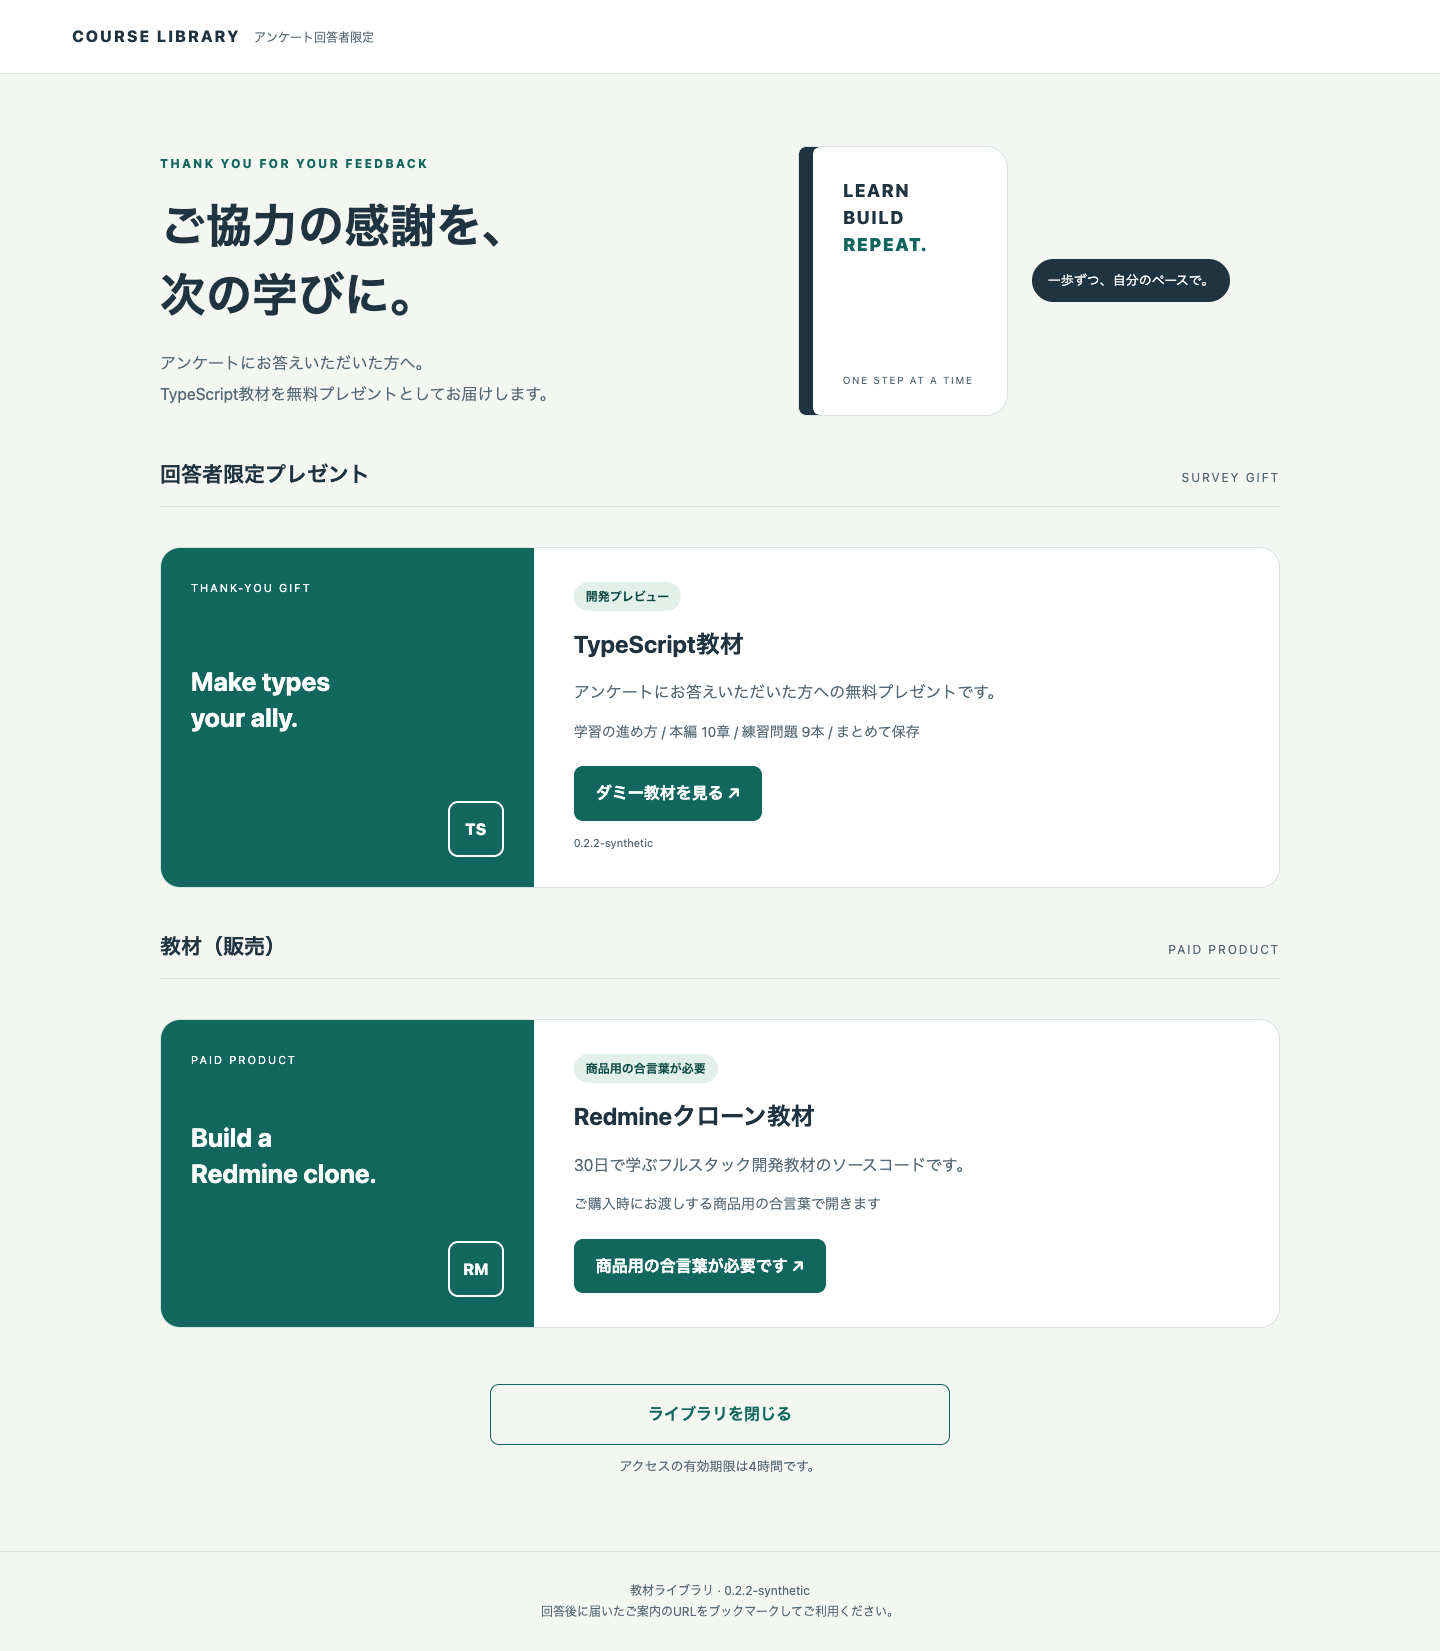 COURSE LIBRARY アンケート回答者限定
THANK YOU FOR YOUR FEEDBACK
ご協力の感謝を、
次の学びに。
アンケートにお答えいただいた方へ。
TypeScript教材を無料プレゼントとしてお届けします。
LEARN
BUILD
REPEAT.
ONE STEP AT A TIME
一歩ずつ、自分のペースで。
回答者限定プレゼント
SURVEY GIFT
THANK-YOU GIFT
Make types
your ally.
TS
開発プレビュー
TypeScript教材
アンケートにお答えいただいた方への無料プレゼントです。
学習の進め方 / 本編 10章 / 練習問題 9本 / まとめて保存
ダミー教材を見る ↗
0.2.2-synthetic
教材（販売）
PAID PRODUCT
PAID PRODUCT
Build a
Redmine clone.
RM
商品用の合言葉が必要
Redmineクローン教材
30日で学ぶフルスタック開発教材のソースコードです。
ご購入時にお渡しする商品用の合言葉で開きます
商品用の合言葉が必要です ↗
ライブラリを閉じる
アクセスの有効期限は4時間です。
教材ライブラリ · 0.2.2-synthetic
回答後に届いたご案内のURLをブックマークしてご利用ください。